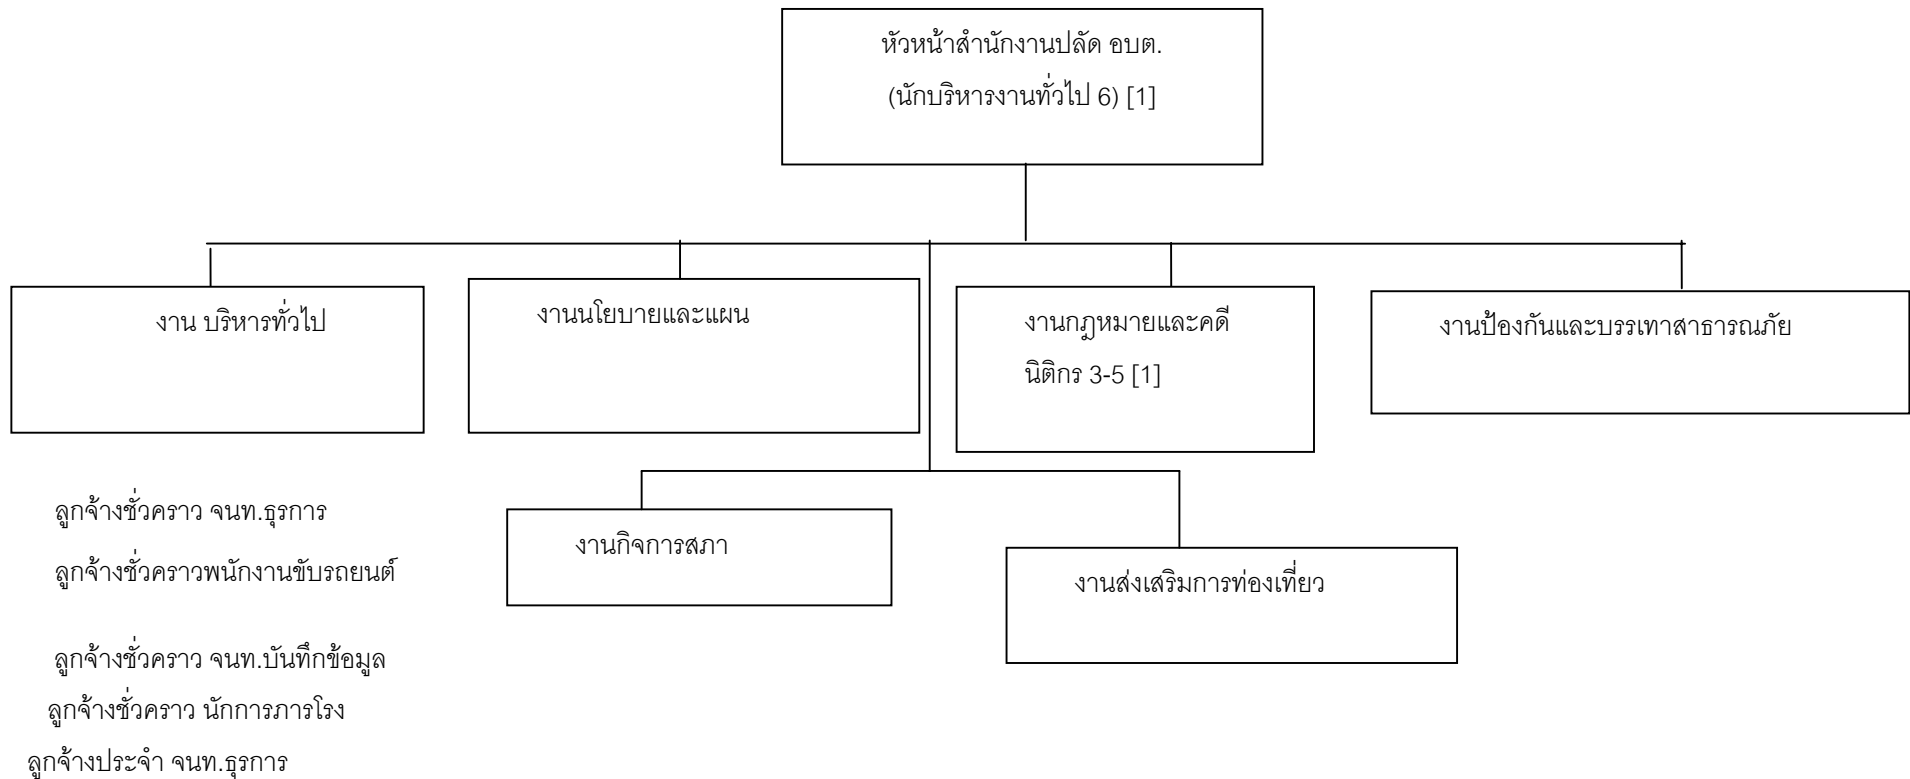 หัวหน้าสำนักงานปลัด อบต.
(นักบริหารงานทั่วไป 6) [1]
งาน บริหารทั่วไป
งานนโยบายและแผน
งานกฎหมายและคดี
นิติกร 3-5 [1]
งานป้องกันและบรรเทาสาธารณภัย
งานกิจการสภา
งานส่งเสริมการท่องเที่ยว
ลูกจ้างชั่วคราว จนท.ธุรการ
ลูกจ้างชั่วคราวพนักงานขับรถยนต์
ลูกจ้างชั่วคราว จนท.บันทึกข้อมูล
ลูกจ้างชั่วคราว นักการภารโรง
ลูกจ้างประจำ จนท.ธุรการ